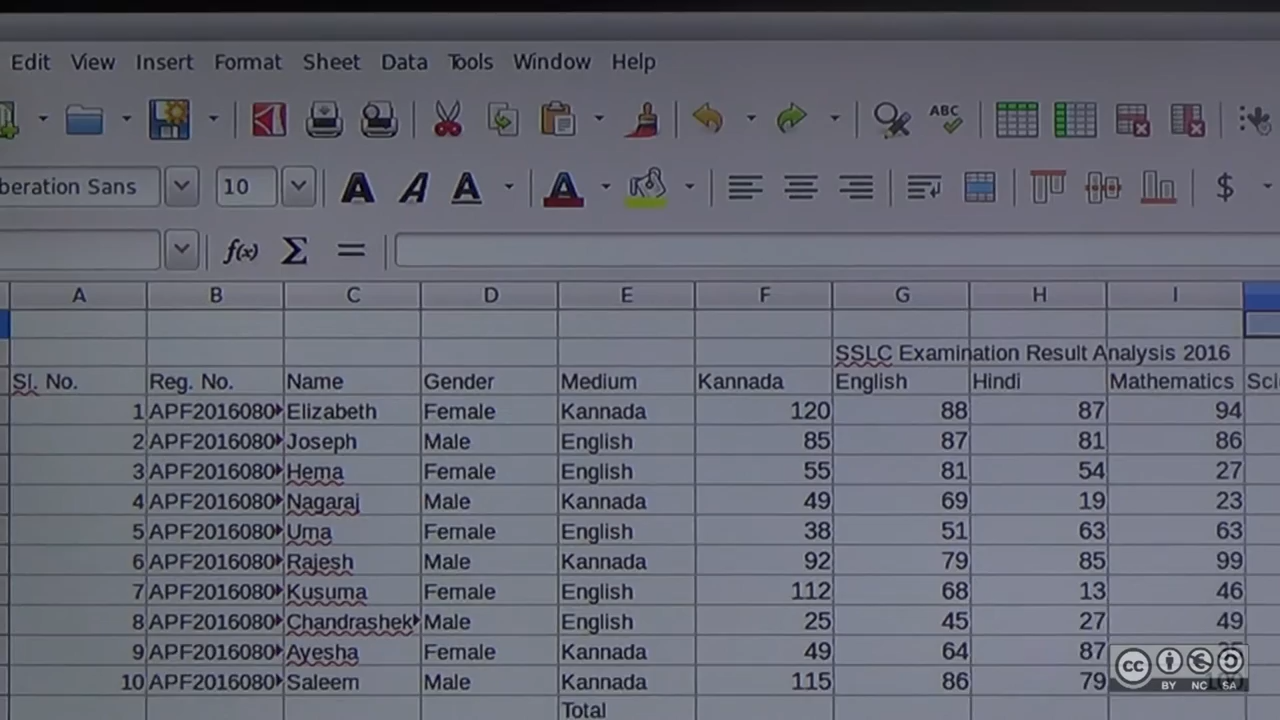 Edit View Insert Format Sheet Data Tools Window Help
ABC
beration Sans 10 A A A A $
f(x) Σ =
A B C D E F G H I
SSLC Examination Result Analysis 2016
Sl. No. Reg. No. Name Gender Medium Kannada English Hindi Mathematics Sci
1 APF2016080 Elizabeth Female Kannada 120 88 87 94
2 APF2016080 Joseph Male English 85 87 81 86
3 APF2016080 Hema Female English 55 81 54 27
4 APF2016080 Nagaraj Male Kannada 49 69 19 23
5 APF2016080 Uma Female English 38 51 63 63
6 APF2016080 Rajesh Male Kannada 92 79 85 99
7 APF2016080 Kusuma Female English 112 68 13 46
8 APF2016080 Chandrashek Male English 25 45 27 49
9 APF2016080 Ayesha Female Kannada 49 64 87
10 APF2016080 Saleem Male Kannada 115 86 79
Total
cc BY NC SA